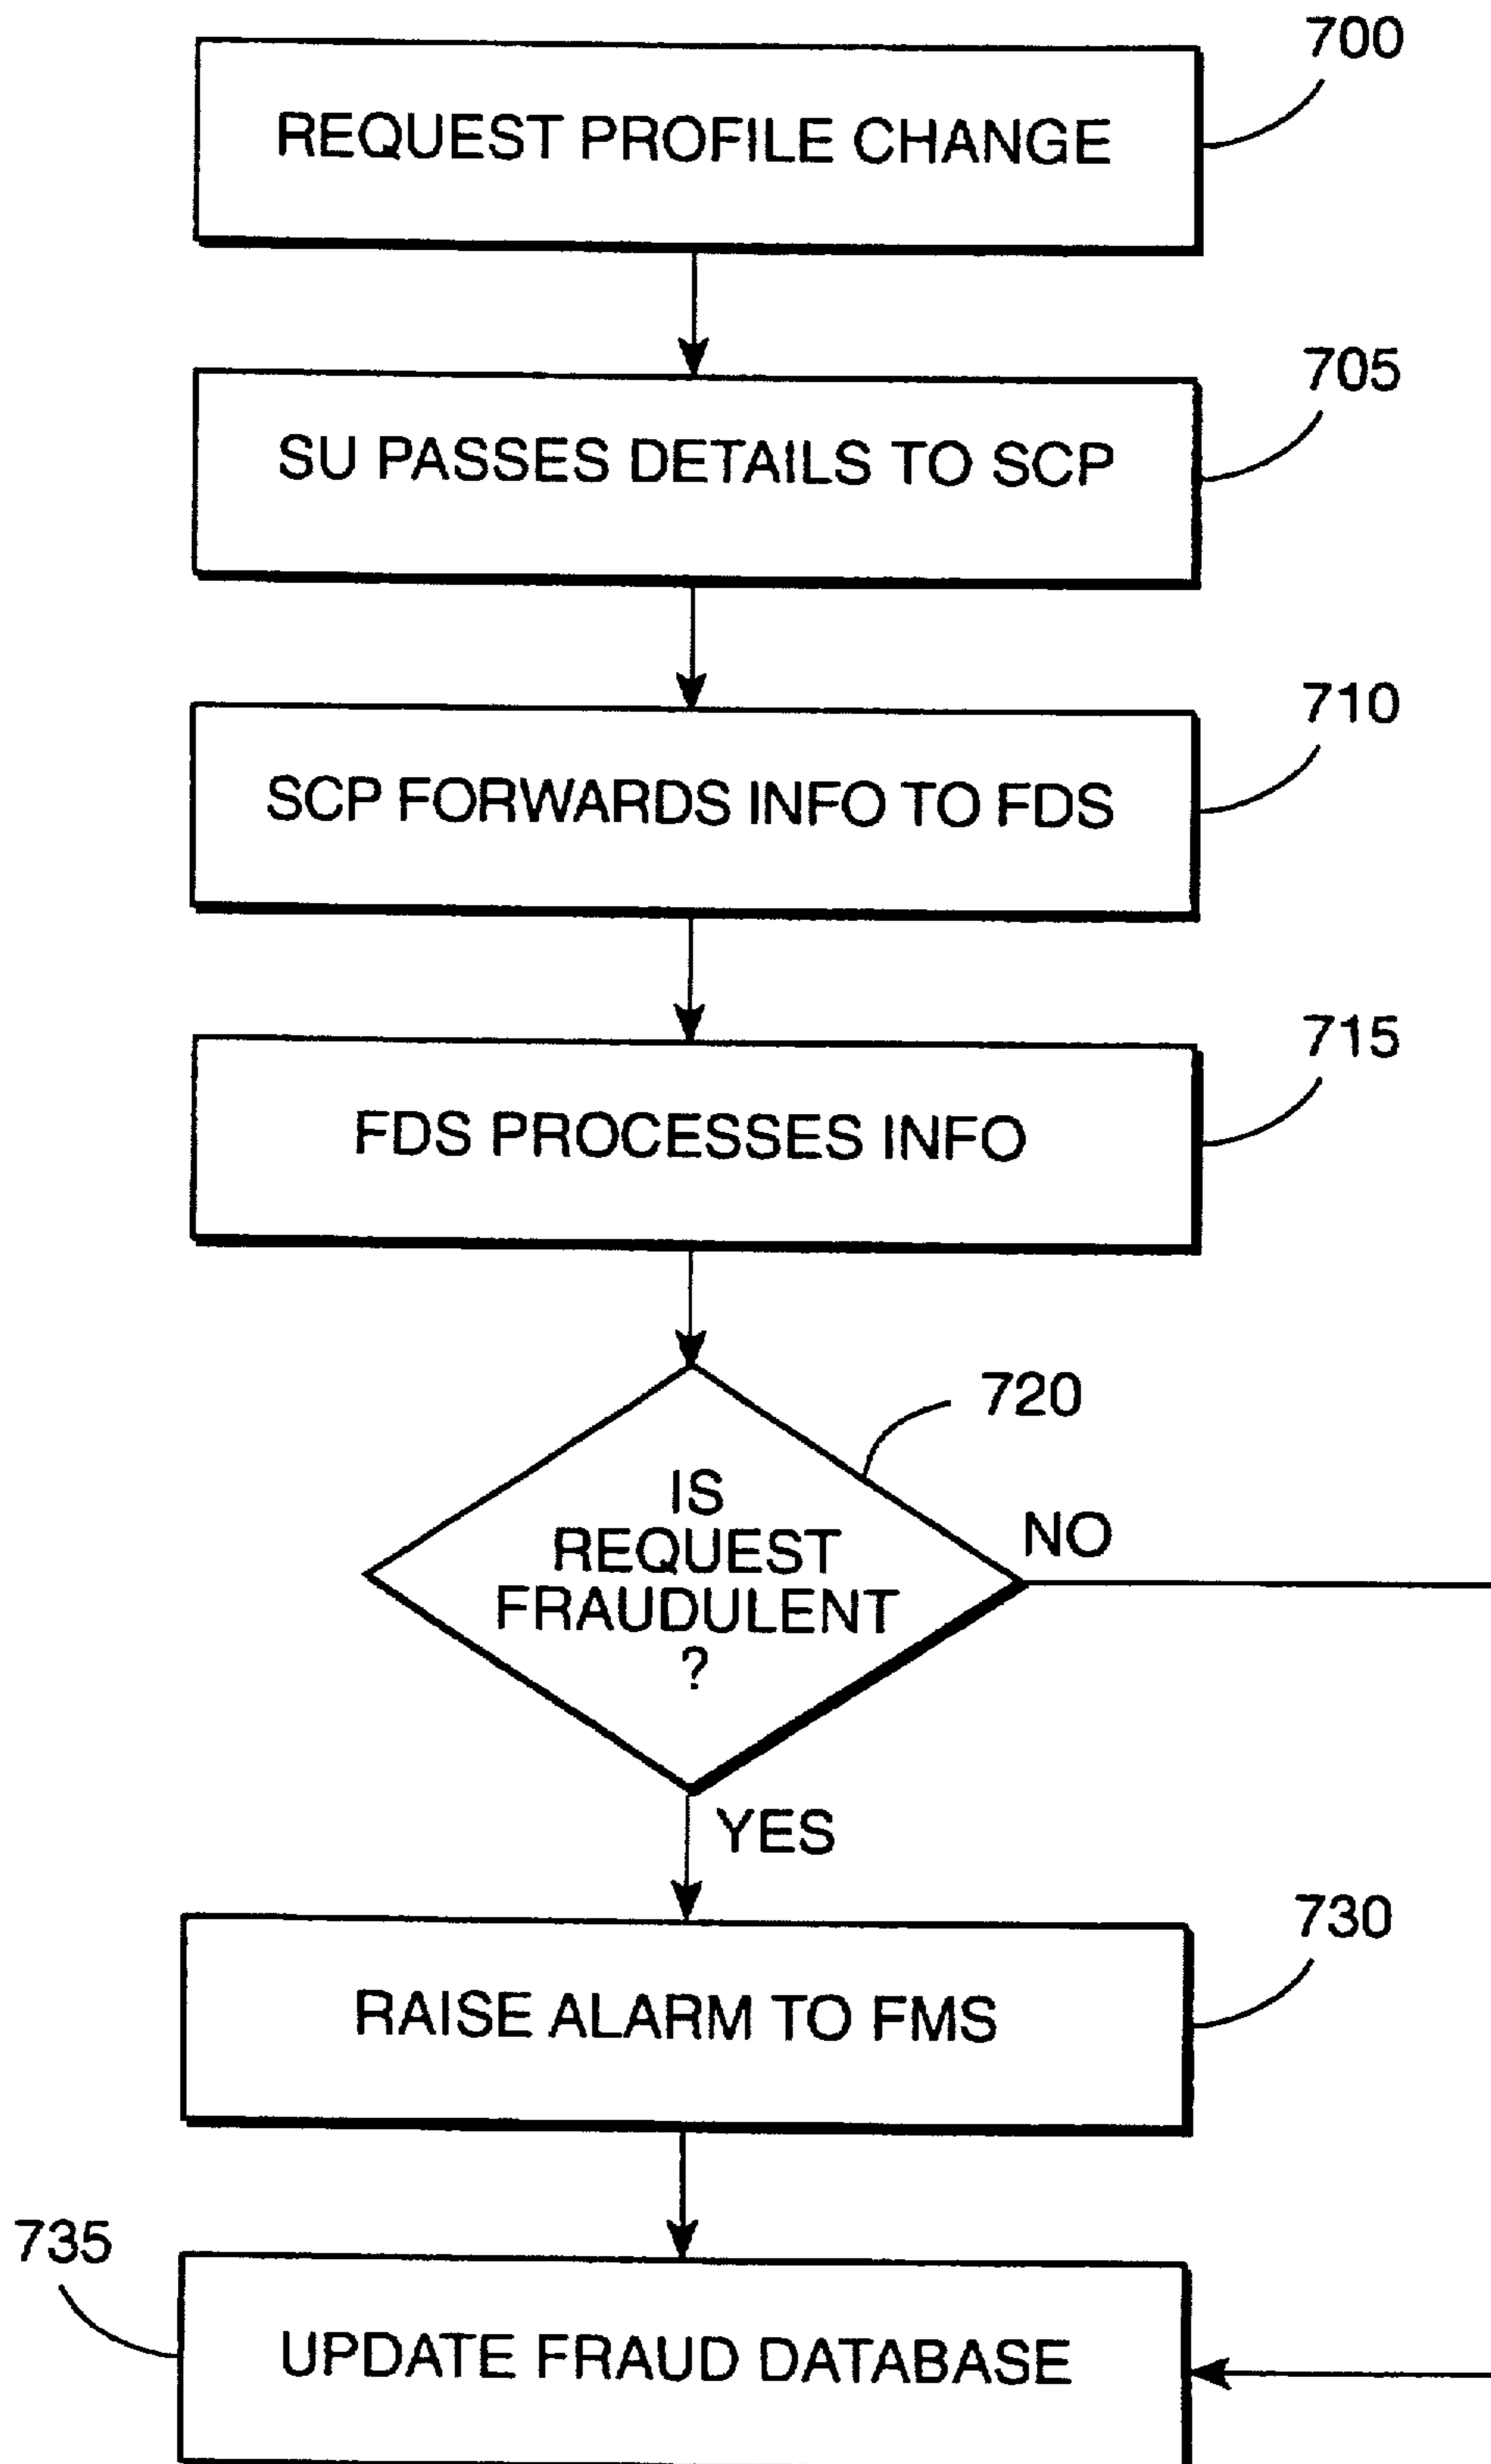 700
REQUEST PROFILE CHANGE
705
SU PASSES DETAILS TO SCP
710
SCP FORWARDS INFO TO FDS
715
FDS PROCESSES INFO
720
IS
REQUEST
FRAUDULENT
?
NO
YES
730
RAISE ALARM TO FMS
735
UPDATE FRAUD DATABASE